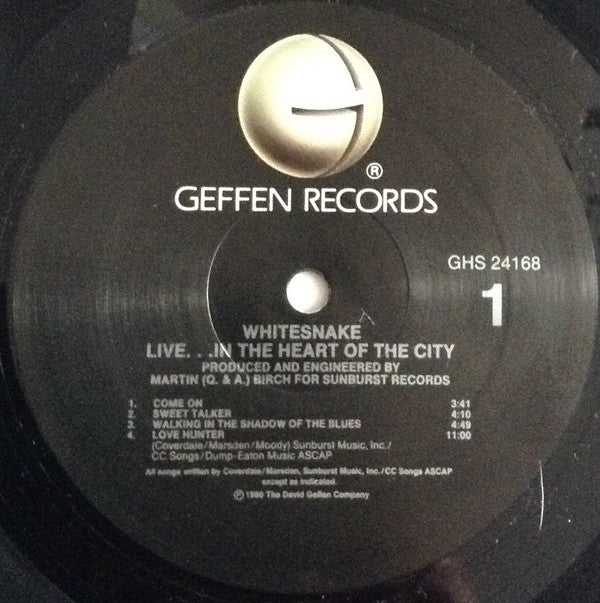 G
®
GEFFEN RECORDS
GHS 24168
1
WHITESNAKE
LIVE. . .IN THE HEART OF THE CITY
PRODUCED AND ENGINEERED BY
MARTIN (Q. & A.) BIRCH FOR SUNBURST RECORDS
1. COME ON 3:41
2. SWEET TALKER 4:10
3. WALKING IN THE SHADOW OF THE BLUES 4:49
4. LOVE HUNTER 11:00
(Coverdale/Marsden/Moody) Sunburst Music, Inc./
CC Songs/Dump-Eaton Music ASCAP
All songs written by Coverdale/Marsden, Sunburst Music, Inc./CC Songs ASCAP
except as indicated.
℗ 1980 The David Geffen Company